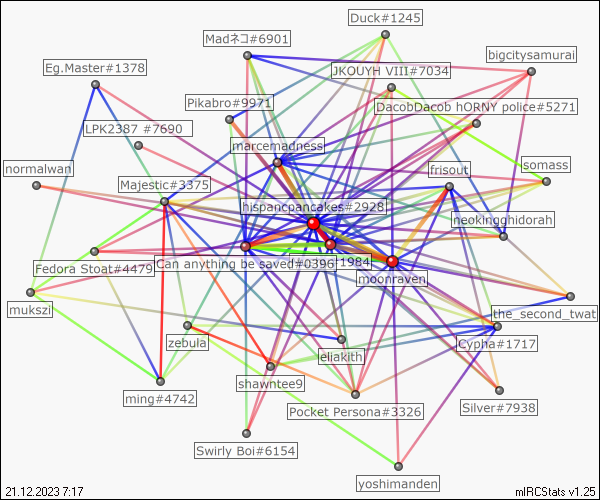 Duck#1245
Madネコ#6901
bigcitysamurai
Eg.Master#1378
JKOUYH VIII#7034
Pikabro#9971
DacobDacob hORNY police#5271
LPK2387 #7690
marcemadness
normalwan
frisout
somass
Majestic#3375
hispancpancakes#2928
neokingghidorah
Fedora Stoat#4479
Can anything be saved#0396
1984
moonraven
mukszi
the_second_twat
zebula
eliakith
Cypha#1717
shawntee9
ming#4742
Pocket Persona#3326
Silver#7938
Swirly Boi#6154
yoshimanden
21.12.2023 7:17
mIRCStats v1.25